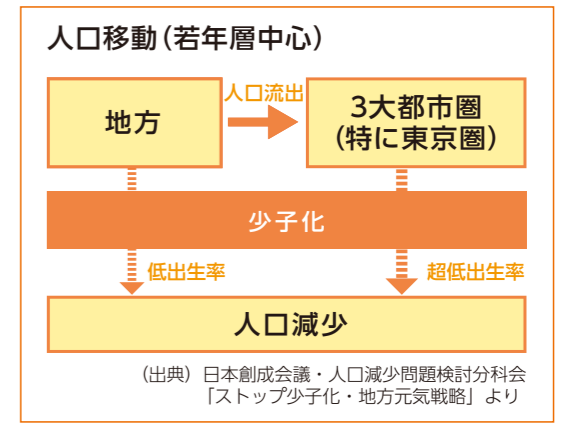 人口移動（若年層中心）
人口流出
地方
3大都市圏
（特に東京圏）
少子化
低出生率
超低出生率
人口減少
（出典）日本創成会議・人口減少問題検討分科会
「ストップ少子化・地方元気戦略」より